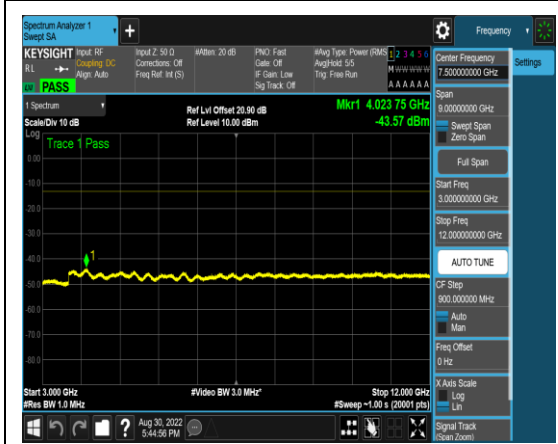 Spectrum Analyzer 1
Swept SA
Frequency
KEYSIGHT
RL
PASS
Input: RF
Coupling: DC
Align: Auto
Input Z: 50 Ω
Corrections: Off
Freq Ref: Int (S)
#Atten: 20 dB
PNO: Fast
Gate: Off
IF Gain: Low
Sig Track: Off
#Avg Type: Power (RMS)
Avg|Hold: 5/5
Trig: Free Run
1 2 3 4 5 6
M W W W W W
A A A A A A
1 Spectrum
Scale/Div 10 dB
Ref Lvl Offset 20.90 dB
Ref Level 10.00 dBm
Mkr1 4.023 75 GHz
-43.57 dBm
Log
Trace 1 Pass
0.00
-10.0
-20.0
-30.0
-40.0
-50.0
-60.0
-70.0
-80.0
1
Start 3.000 GHz
#Res BW 1.0 MHz
#Video BW 3.0 MHz*
Stop 12.000 GHz
#Sweep ~1.00 s (20001 pts)
Aug 30, 2022
5:44:56 PM
Center Frequency
7.500000000 GHz
Span
9.00000000 GHz
Swept Span
Zero Span
Full Span
Start Freq
3.000000000 GHz
Stop Freq
12.000000000 GHz
AUTO TUNE
CF Step
900.000000 MHz
Auto
Man
Freq Offset
0 Hz
X Axis Scale
Log
Lin
Signal Track
(Span Zoom)
Settings